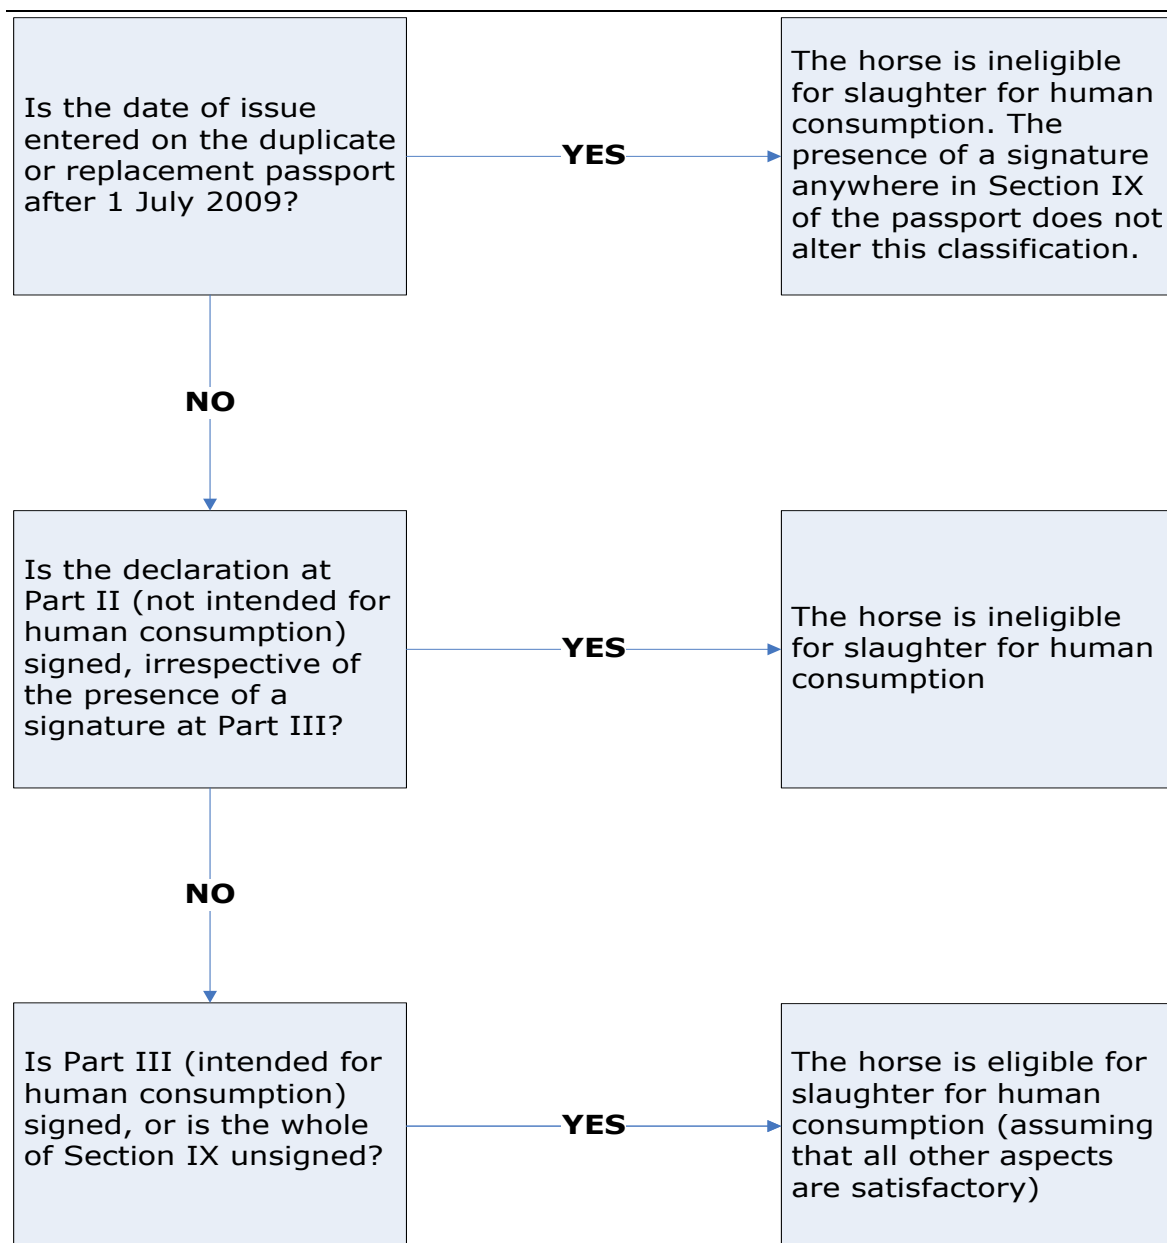 Is the date of issue
entered on the duplicate
or replacement passport
after 1 July 2009?
YES
The horse is ineligible
for slaughter for human
consumption. The
presence of a signature
anywhere in Section IX
of the passport does not
alter this classification.
NO
Is the declaration at
Part II (not intended for
human consumption)
signed, irrespective of
the presence of a
signature at Part III?
YES
The horse is ineligible
for slaughter for human
consumption
NO
Is Part III (intended for
human consumption)
signed, or is the whole
of Section IX unsigned?
YES
The horse is eligible for
slaughter for human
consumption (assuming
that all other aspects
are satisfactory)